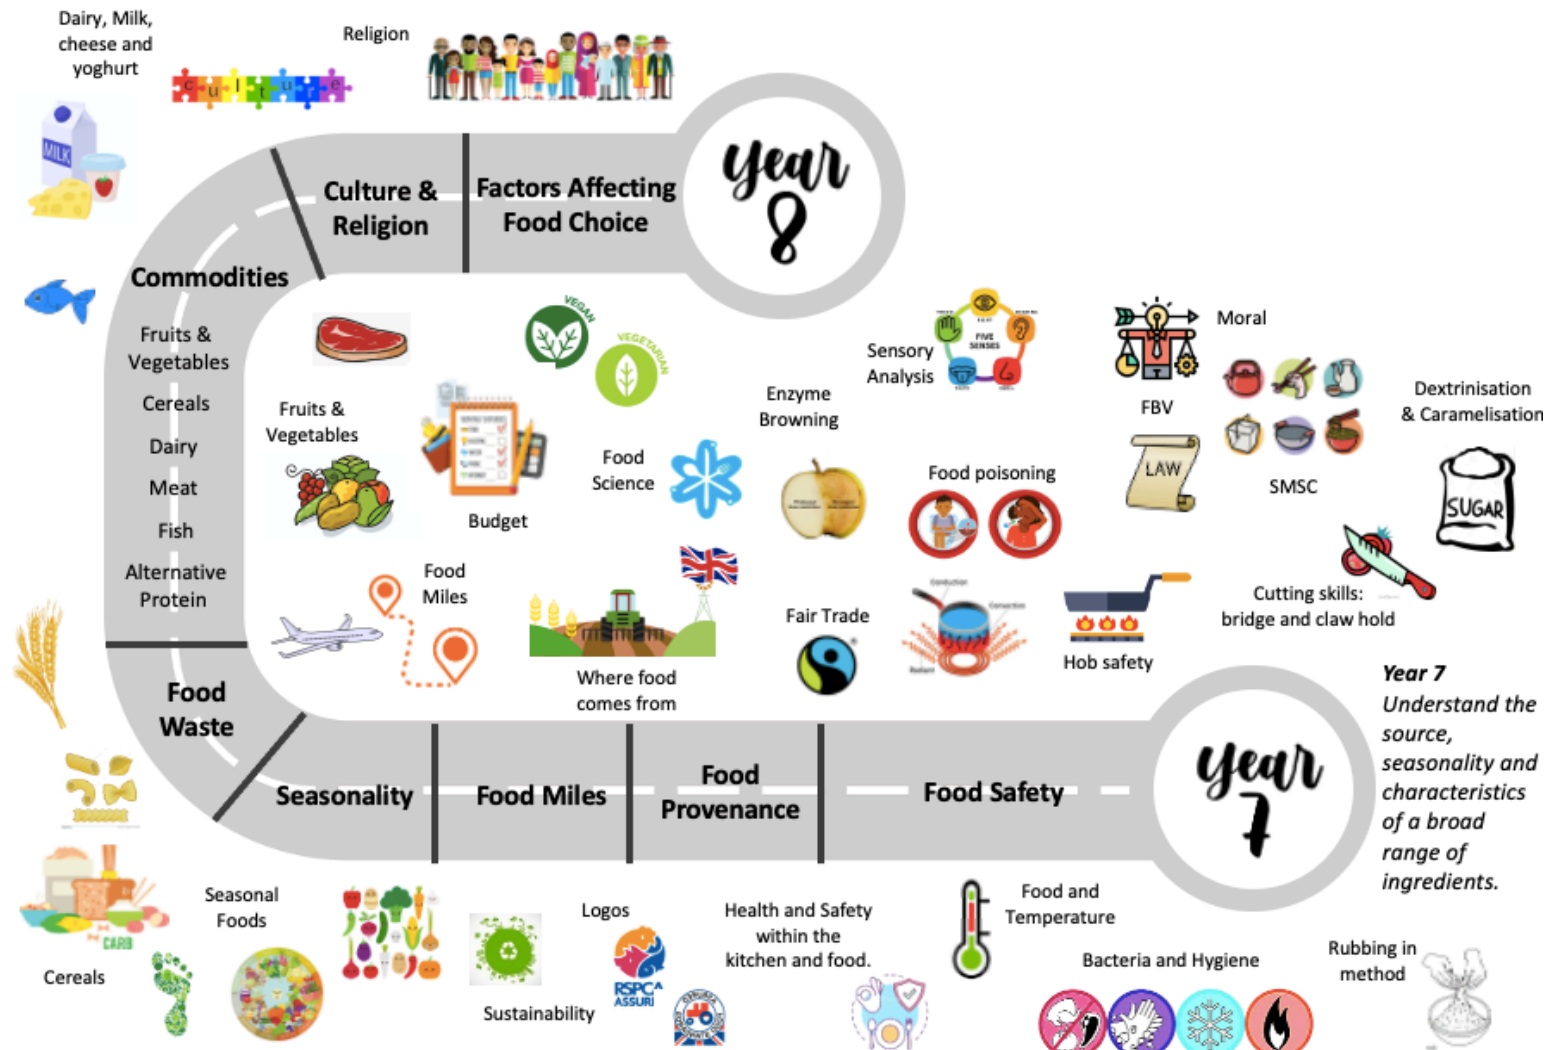 Dairy, Milk,
cheese and
yoghurt
culture
Religion
MILK
year
8
Culture &
Religion
Factors Affecting
Food Choice
Commodities
Fruits &
Vegetables
Cereals
Dairy
Meat
Fish
Alternative
Protein
Fruits &
Vegetables
VEGAN
VEGETARIAN
Budget
Food
Science
Enzyme
Browning
Sensory
Analysis
FIVE
SENSES
Moral
FBV
LAW
SMSC
Dextrinisation
& Caramelisation
SUGAR
Food poisoning
Food
Miles
Where food
comes from
Fair Trade
Conduction
Convection
Radiant
Hob safety
Cutting skills:
bridge and claw hold
Food
Waste
Seasonality
Food Miles
Food
Provenance
Food Safety
year
7
Year 7
Understand the
source,
seasonality and
characteristics
of a broad
range of
ingredients.
CARB
Cereals
Seasonal
Foods
Sustainability
Logos
RSPCA
ASSURED
Health and Safety
within the
kitchen and food.
Food and
Temperature
Bacteria and Hygiene
Rubbing in
method